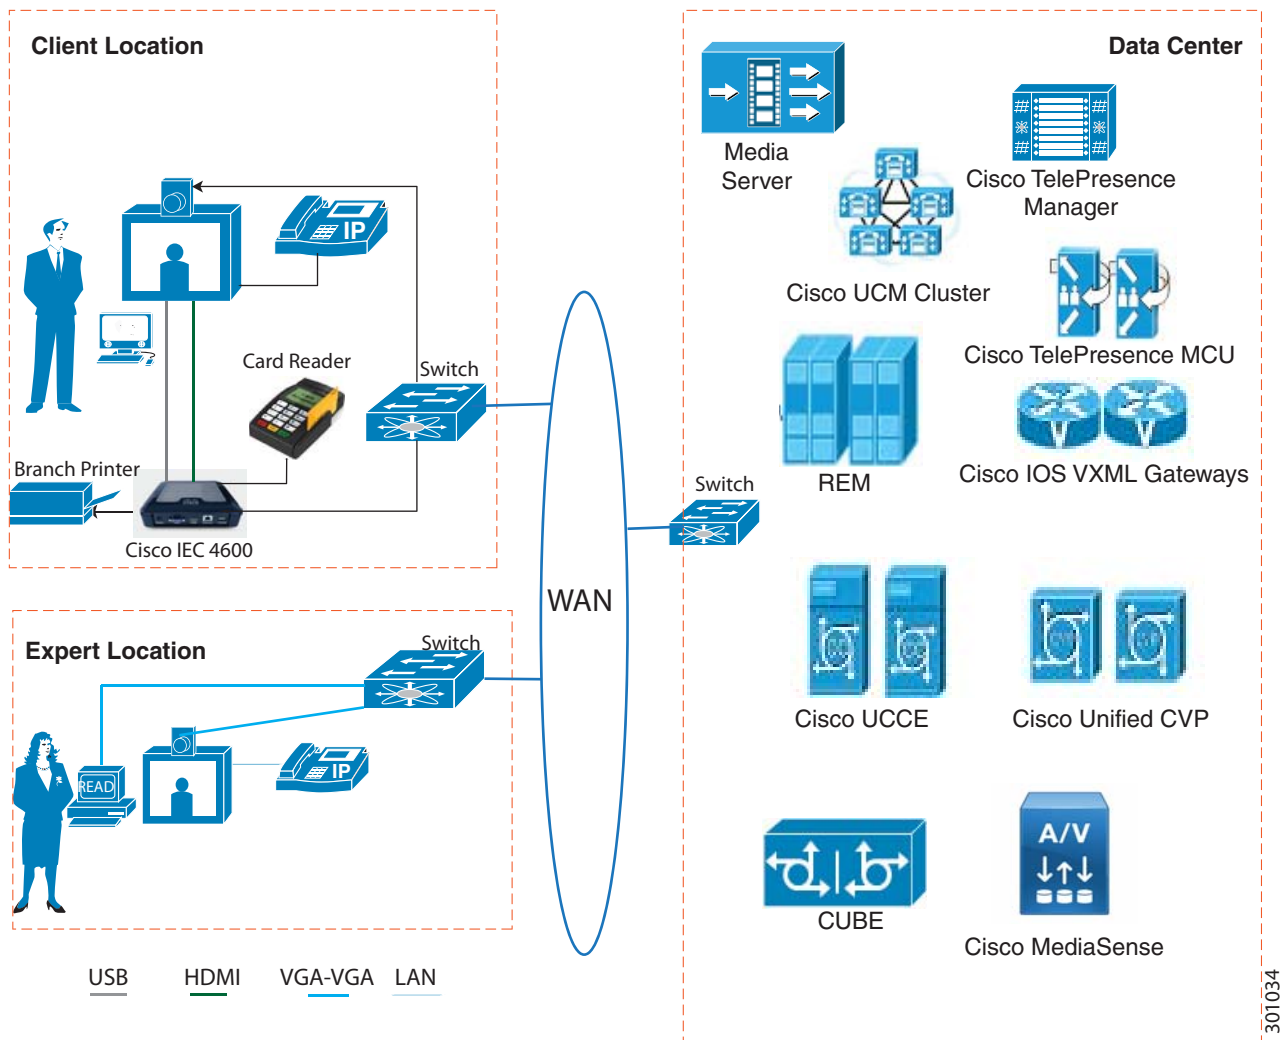 Client Location
IP
Card Reader
Switch
Branch Printer
Cisco IEC 4600
Expert Location
Switch
READ
IP
USB
HDMI
VGA-VGA
LAN
WAN
Data Center
Media
Server
Cisco TelePresence
Manager
Cisco UCM Cluster
Cisco TelePresence MCU
REM
Cisco IOS VXML Gateways
Switch
Cisco UCCE
Cisco Unified CVP
CUBE
A/V
Cisco MediaSense
301034